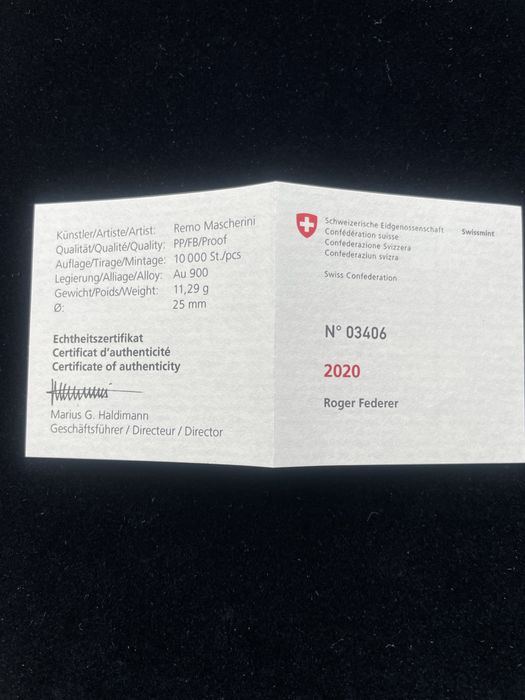 Künstler/Artiste/Artist: Remo Mascherini
Qualität/Qualité/Quality: PP/FB/Proof
Auflage/Tirage/Mintage: 10 000 St./pcs
Legierung/Alliage/Alloy: Au 900
Gewicht/Poids/Weight: 11,29 g
Ø: 25 mm
Echtheitszertifikat
Certificat d'authenticité
Certificate of authenticity
Marius G. Haldimann
Geschäftsführer / Directeur / Director
Schweizerische Eidgenossenschaft
Confédération suisse
Confederazione Svizzera
Confederaziun svizra
Swiss Confederation
Swissmint
N° 03406
2020
Roger Federer